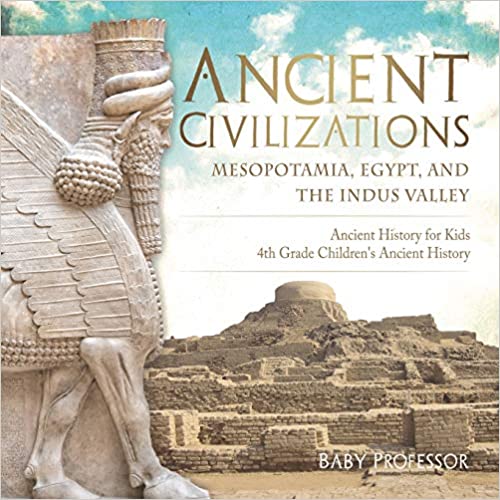 ANCIENT
CIVILIZATIONS
MESOPOTAMIA, EGYPT, AND
THE INDUS VALLEY
Ancient History for Kids
4th Grade Children's Ancient History
BABY PROFESSOR